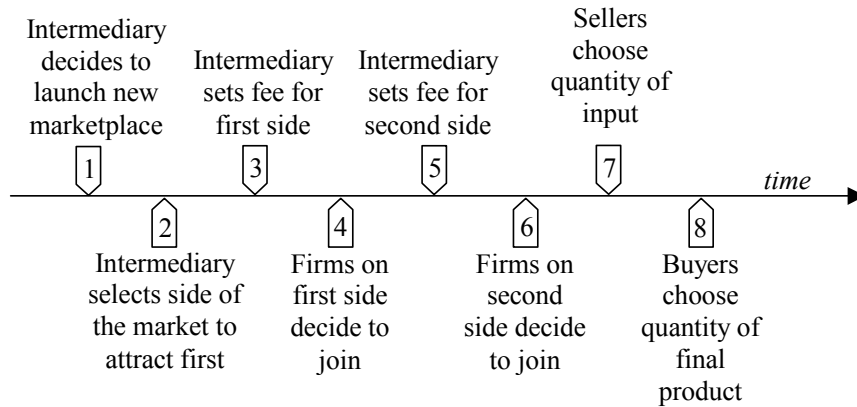 Intermediary
decides to
launch new
marketplace
Intermediary
sets fee for
first side
Intermediary
sets fee for
second side
Sellers
choose
quantity of
input
1
3
5
7
time
2
4
6
8
Intermediary
selects side of
the market to
attract first
Firms on
first side
decide to
join
Firms on
second
side decide
to join
Buyers
choose
quantity of
final
product